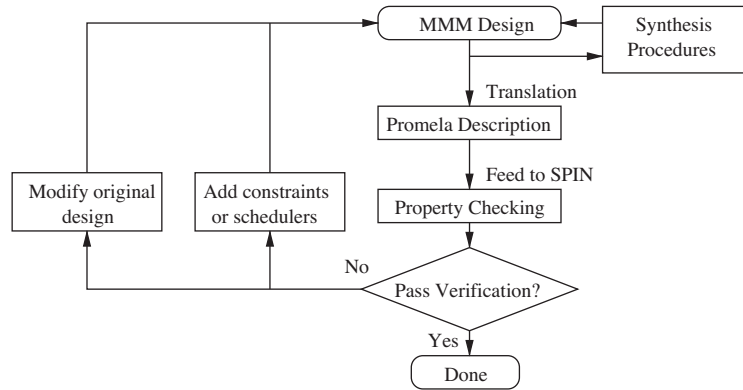 MMM Design
Synthesis
Procedures
Translation
Promela Description
Feed to SPIN
Modify original
design
Add constraints
or schedulers
Property Checking
No
Pass Verification?
Yes
Done